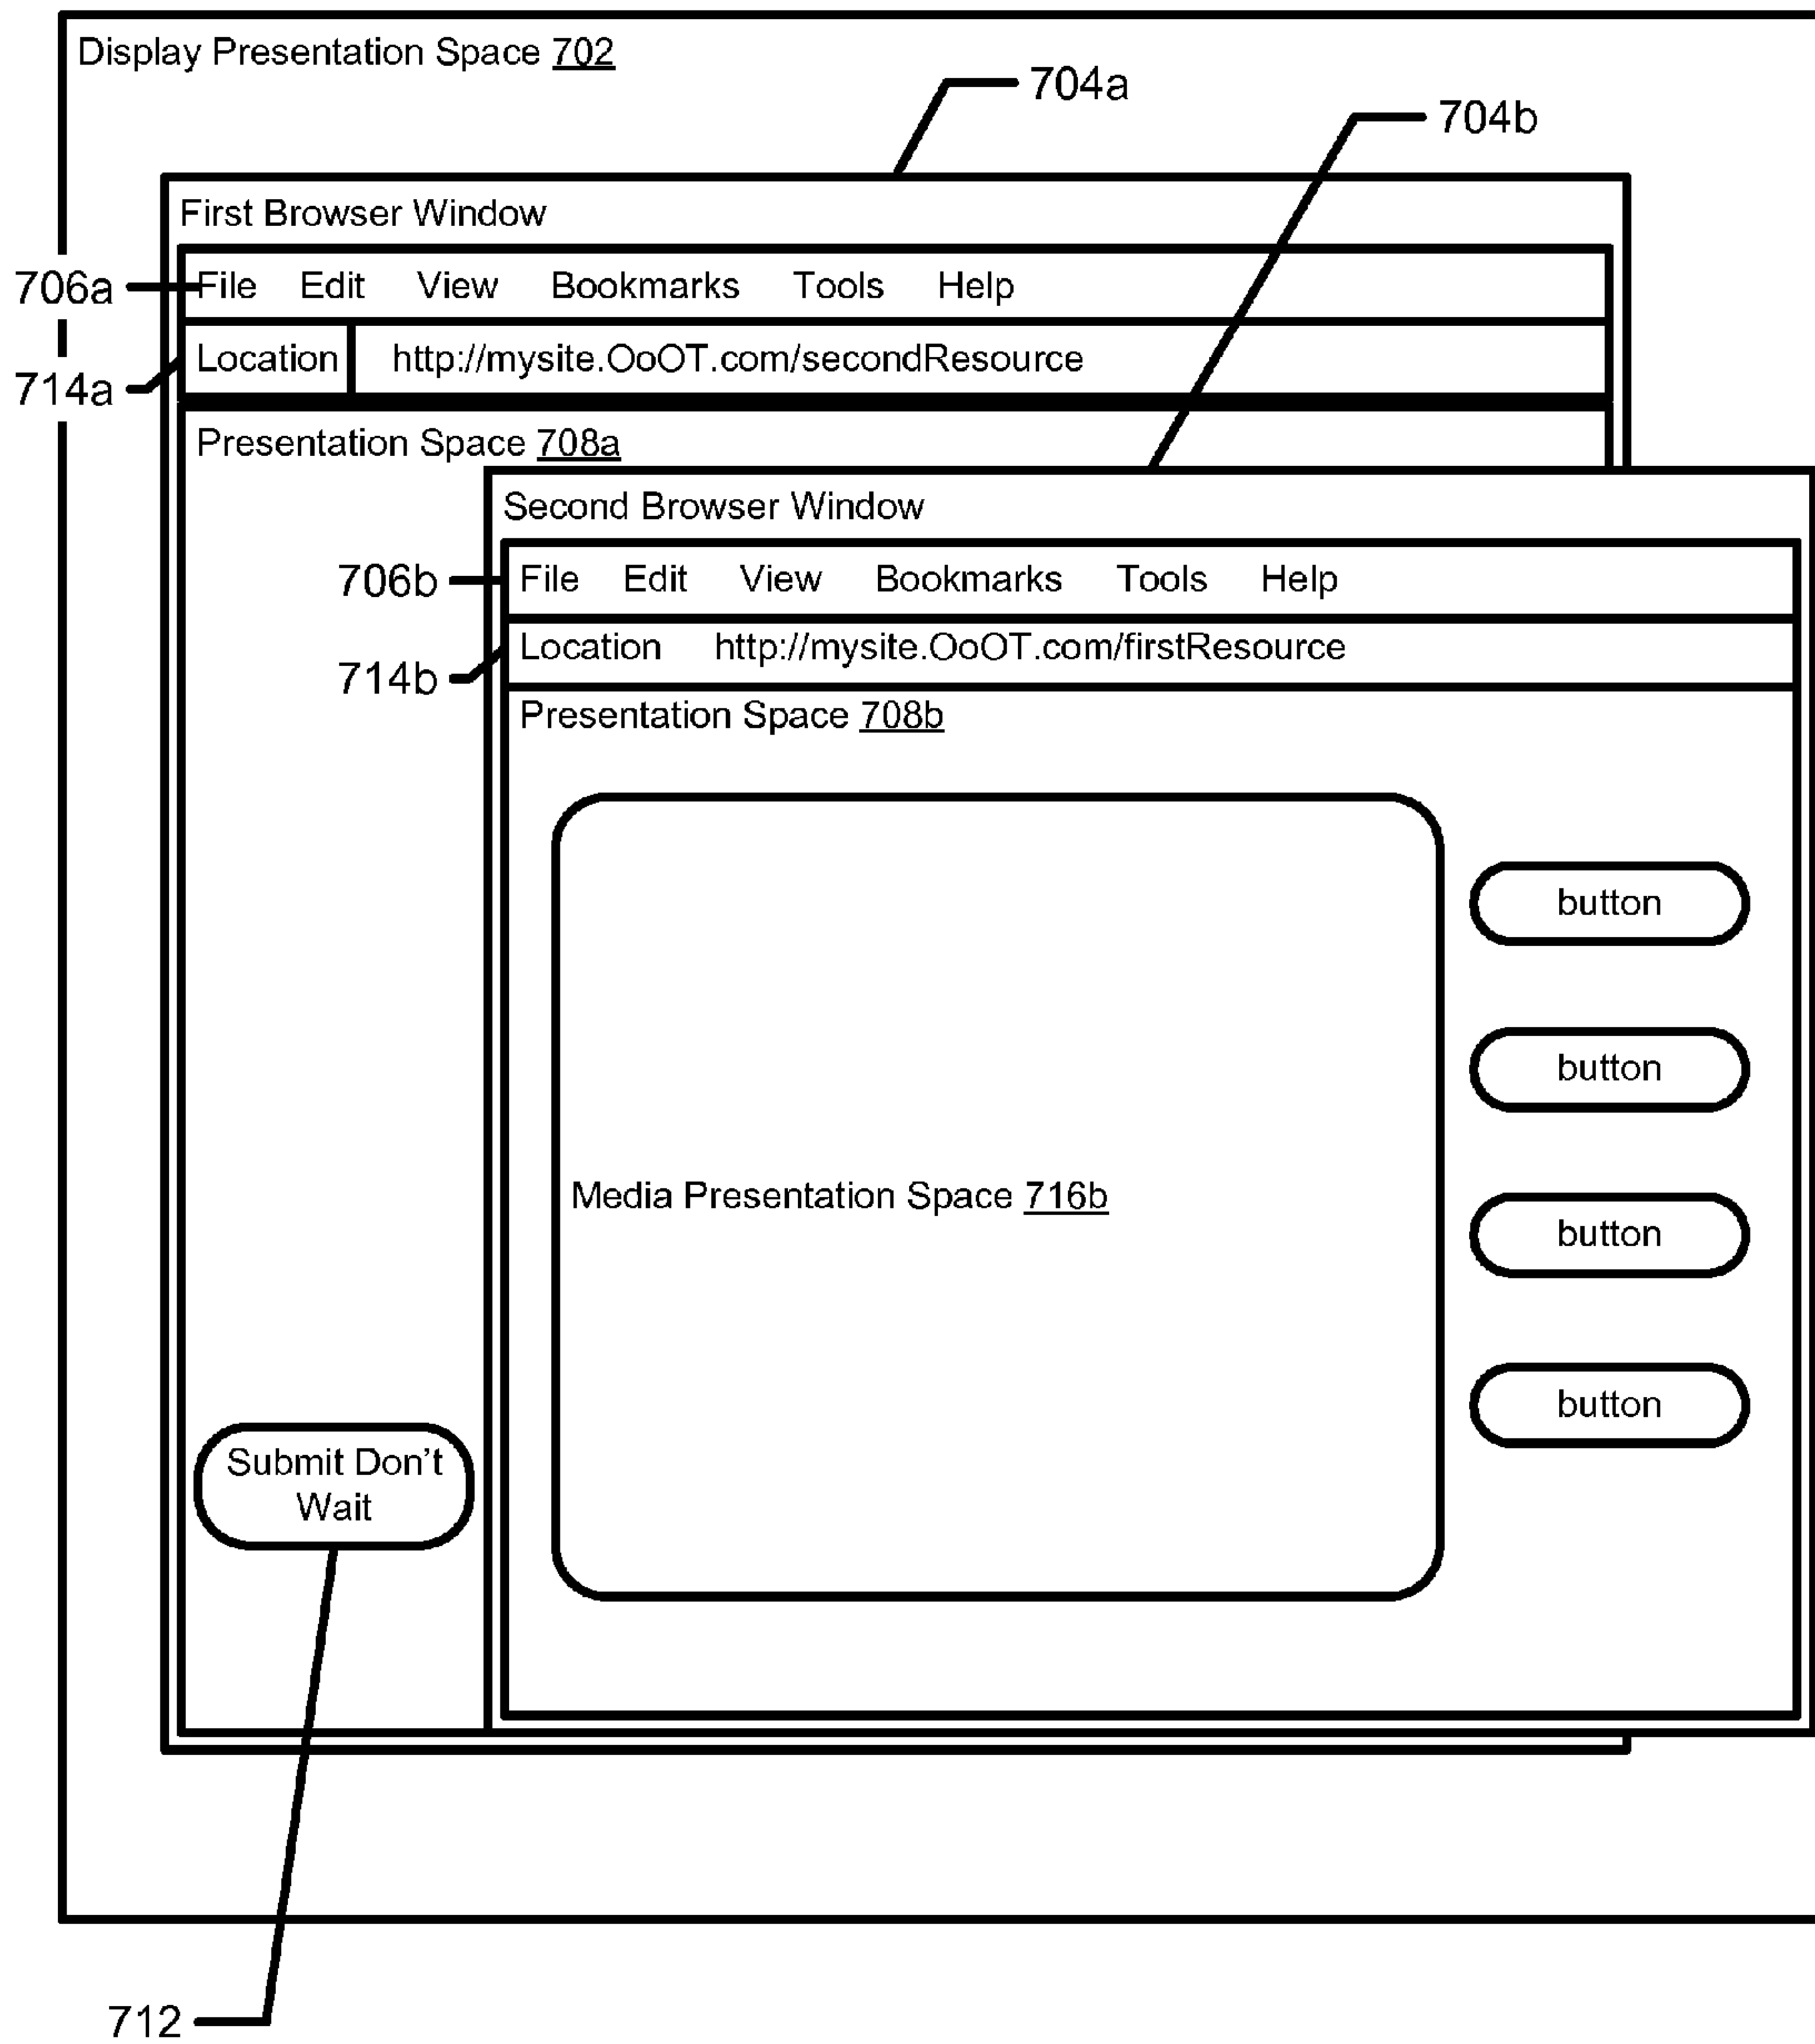 Display Presentation Space 702
704a
704b
First Browser Window
706a
File Edit View Bookmarks Tools Help
714a
Location http://mysite.OoOT.com/secondResource
Presentation Space 708a
Second Browser Window
706b
File Edit View Bookmarks Tools Help
714b
Location http://mysite.OoOT.com/firstResource
Presentation Space 708b
button
button
Media Presentation Space 716b
button
button
Submit Don't
Wait
712